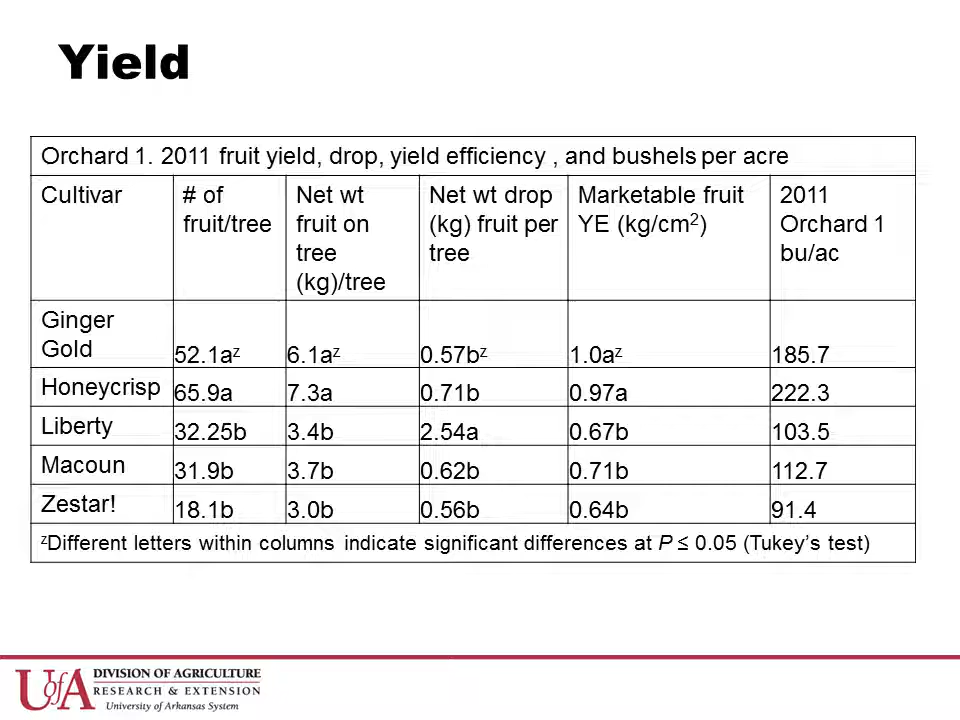 Yield
Orchard 1. 2011 fruit yield, drop, yield efficiency , and bushels per acre
Cultivar # of fruit/tree Net wt fruit on tree (kg)/tree Net wt drop (kg) fruit per tree Marketable fruit YE (kg/cm²) 2011 Orchard 1 bu/ac
Ginger Gold 52.1aᶻ 6.1aᶻ 0.57bᶻ 1.0aᶻ 185.7
Honeycrisp 65.9a 7.3a 0.71b 0.97a 222.3
Liberty 32.25b 3.4b 2.54a 0.67b 103.5
Macoun 31.9b 3.7b 0.62b 0.71b 112.7
Zestar! 18.1b 3.0b 0.56b 0.64b 91.4
ᶻDifferent letters within columns indicate significant differences at P ≤ 0.05 (Tukey’s test)
UofA
DIVISION OF AGRICULTURE
RESEARCH & EXTENSION
University of Arkansas System